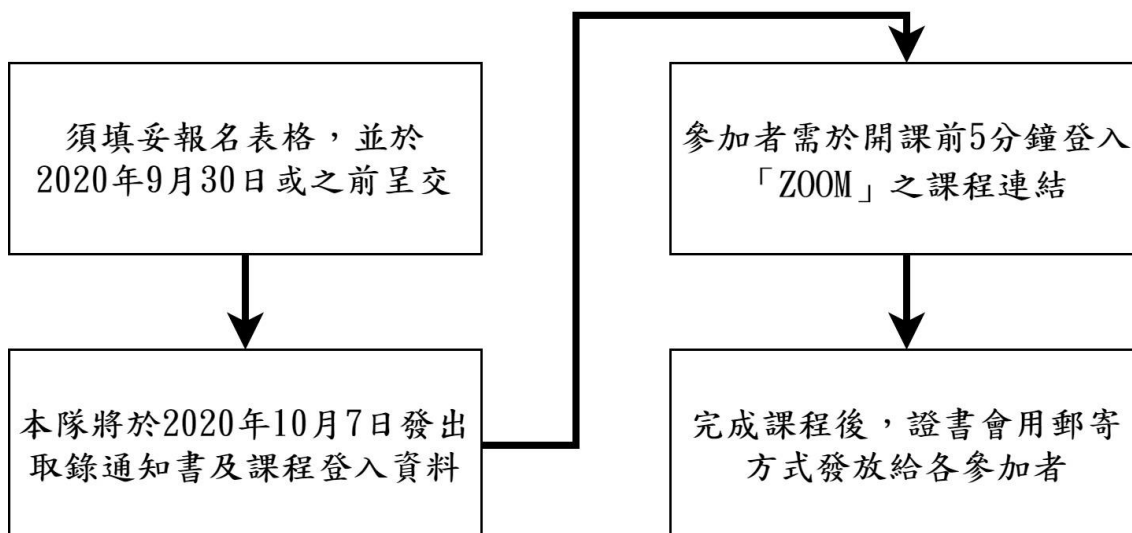 須填妥報名表格，並於
2020年9月30日或之前呈交
本隊將於2020年10月7日發出
取錄通知書及課程登入資料
參加者需於開課前5分鐘登入
「ZOOM」之課程連結
完成課程後，證書會用郵寄
方式發放給各參加者